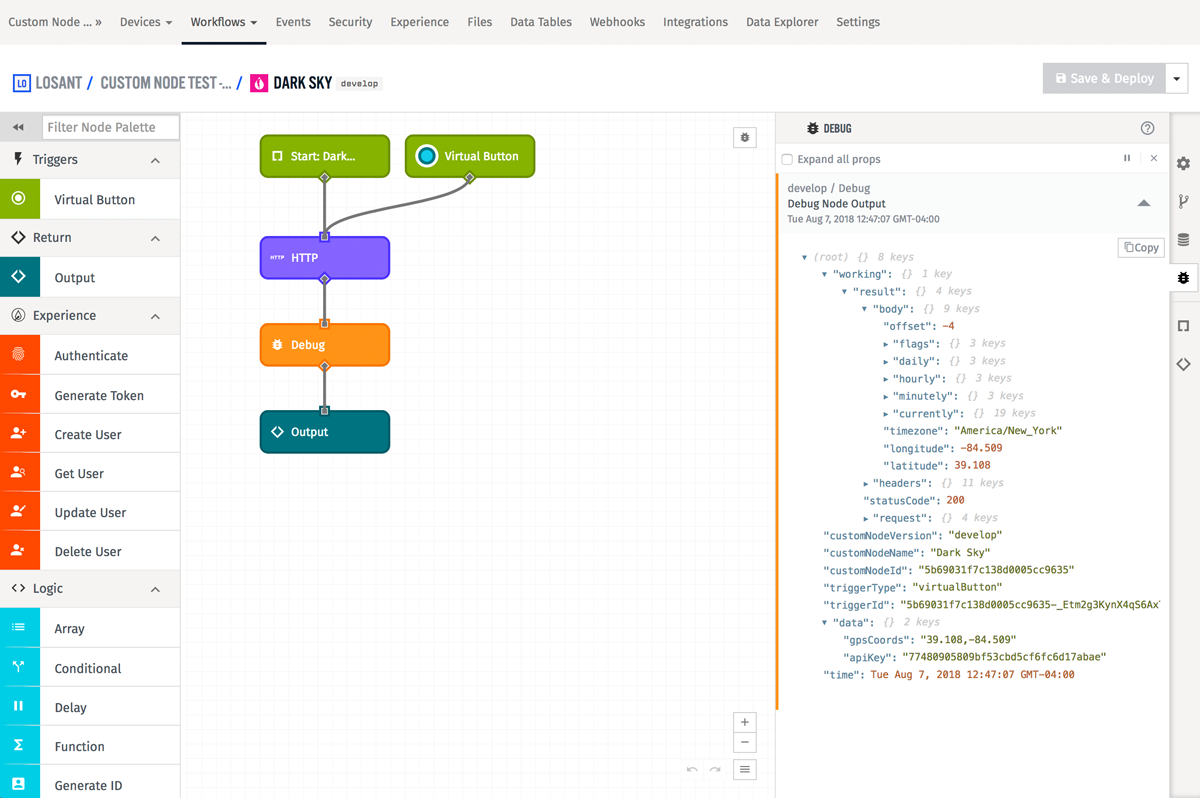 Custom Node ... » Devices Workflows Events Security Experience Files Data Tables Webhooks Integrations Data Explorer Settings
LO LOSANT / CUSTOM NODE TEST -... / DARK SKY develop
Save & Deploy
Filter Node Palette
Triggers
Virtual Button
Return
Output
Experience
Authenticate
Generate Token
Create User
Get User
Update User
Delete User
Logic
Array
Conditional
Delay
Function
Generate ID
Start: Dark...
Virtual Button
HTTP HTTP
Debug
Output
DEBUG
Expand all props
develop / Debug
Debug Node Output
Tue Aug 7, 2018 12:47:07 GMT-04:00
Copy
(root) {} 8 keys
"working": {} 1 key
"result": {} 4 keys
"body": {} 9 keys
"offset": -4
"flags": {} 3 keys
"daily": {} 3 keys
"hourly": {} 3 keys
"minutely": {} 3 keys
"currently": {} 19 keys
"timezone": "America/New_York"
"longitude": -84.509
"latitude": 39.108
"headers": {} 11 keys
"statusCode": 200
"request": {} 4 keys
"customNodeVersion": "develop"
"customNodeName": "Dark Sky"
"customNodeId": "5b69031f7c138d0005cc9635"
"triggerType": "virtualButton"
"triggerId": "5b69031f7c138d0005cc9635-_Etm2g3KynX4qS6Ax
"data": {} 2 keys
"gpsCoords": "39.108,-84.509"
"apiKey": "77480905809bf53cbd5cf6fc6d17abae"
"time": Tue Aug 7, 2018 12:47:07 GMT-04:00